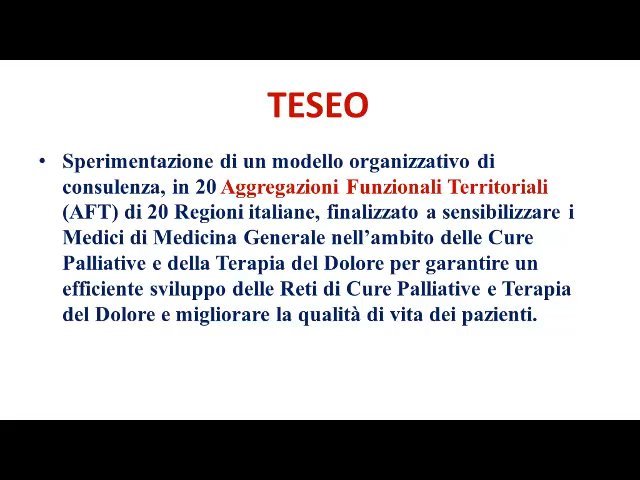 TESEO
• Sperimentazione di un modello organizzativo di
consulenza, in 20 Aggregazioni Funzionali Territoriali
(AFT) di 20 Regioni italiane, finalizzato a sensibilizzare i
Medici di Medicina Generale nell'ambito delle Cure
Palliative e della Terapia del Dolore per garantire un
efficiente sviluppo delle Reti di Cure Palliative e Terapia
del Dolore e migliorare la qualità di vita dei pazienti.